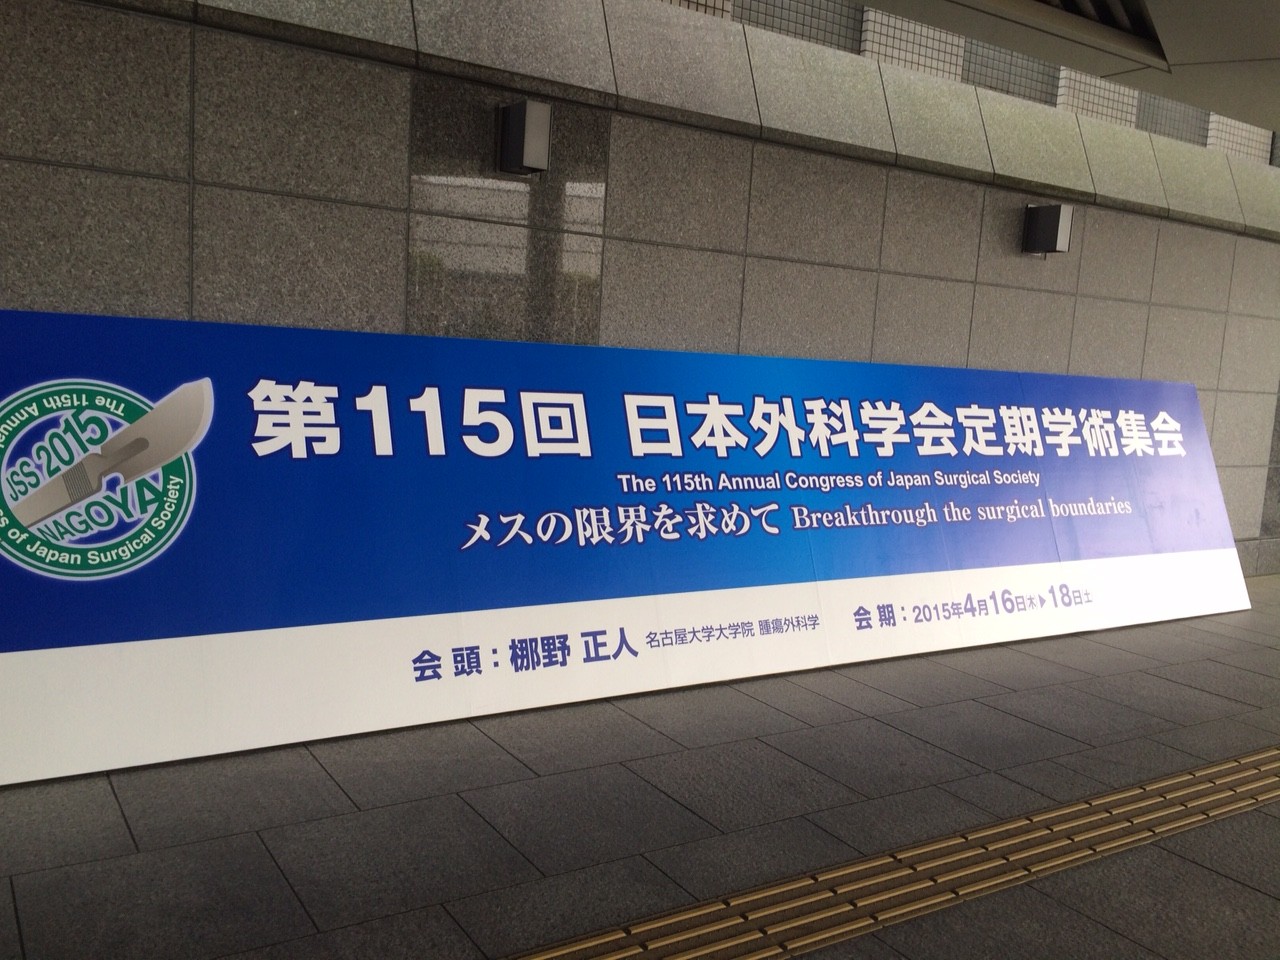 The 115th Annual Congress of Japan Surgical Society
JSS 2015
NAGOYA
第115回 日本外科学会定期学術集会
The 115th Annual Congress of Japan Surgical Society
メスの限界を求めて Breakthrough the surgical boundaries
会 頭：梛野 正人 名古屋大学大学院 腫瘍外科学
会 期：2015年4月16日木▶18日土